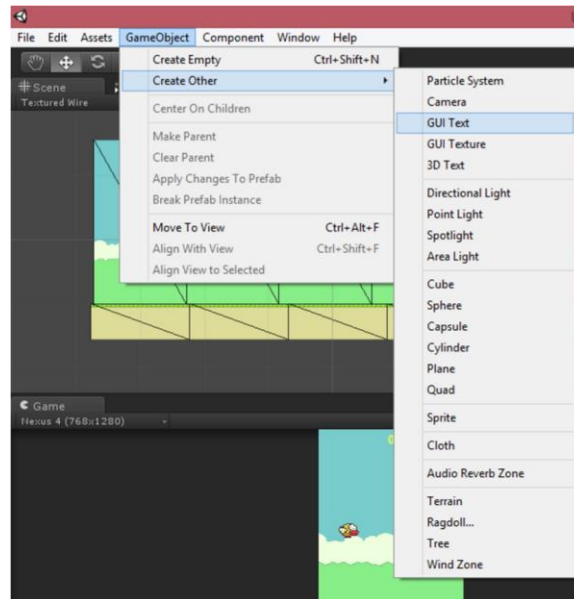 File Edit Assets GameObject Component Window Help
Create Empty Ctrl+Shift+N
Create Other
Center On Children
Make Parent
Clear Parent
Apply Changes To Prefab
Break Prefab Instance
Move To View Ctrl+Alt+F
Align With View Ctrl+Shift+F
Align View to Selected
Particle System
Camera
GUI Text
GUI Texture
3D Text
Directional Light
Point Light
Spotlight
Area Light
Cube
Sphere
Capsule
Cylinder
Plane
Quad
Sprite
Cloth
Audio Reverb Zone
Terrain
Ragdoll...
Tree
Wind Zone
Scene
Textured Wire
Game
Nexus 4 (768x1280)